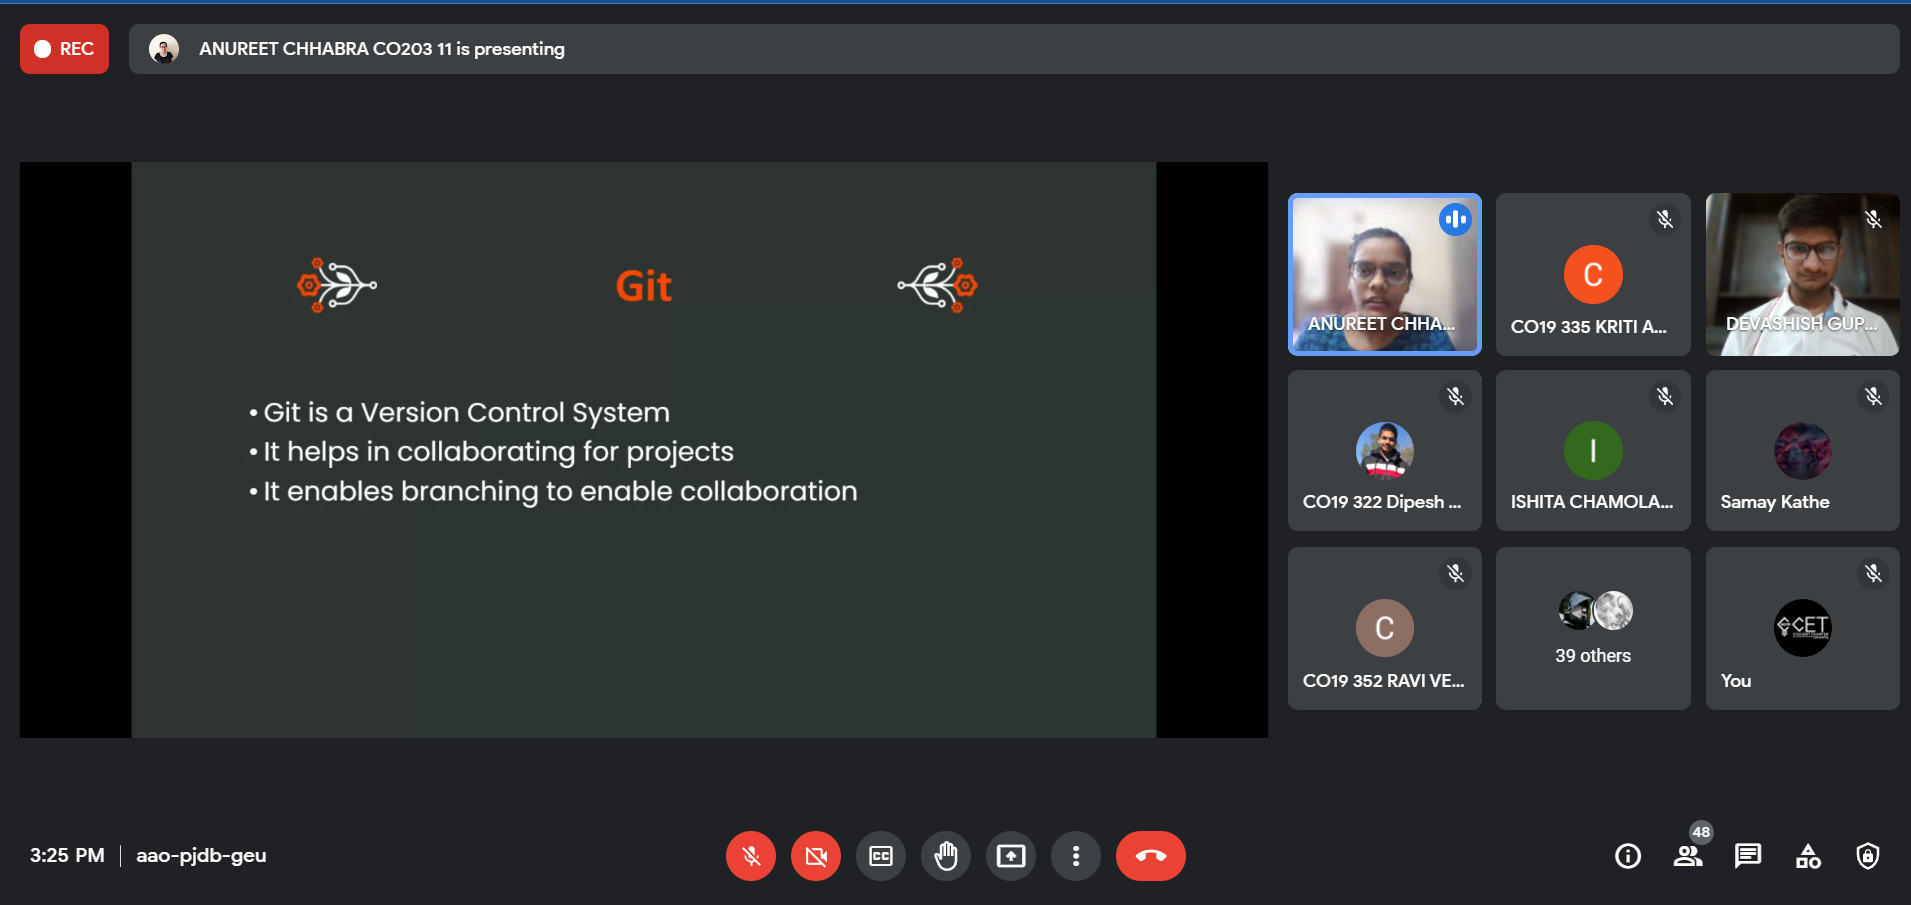 REC
ANUREET CHHABRA CO203 11 is presenting
Git
• Git is a Version Control System
• It helps in collaborating for projects
• It enables branching to enable collaboration
ANUREET CHHA...
C
CO19 335 KRITI A...
DEVASHISH GUP...
CO19 322 Dipesh ...
I
ISHITA CHAMOLA...
Samay Kathe
C
CO19 352 RAVI VE...
39 others
CET
You
3:25 PM | aao-pjdb-geu
CC
48